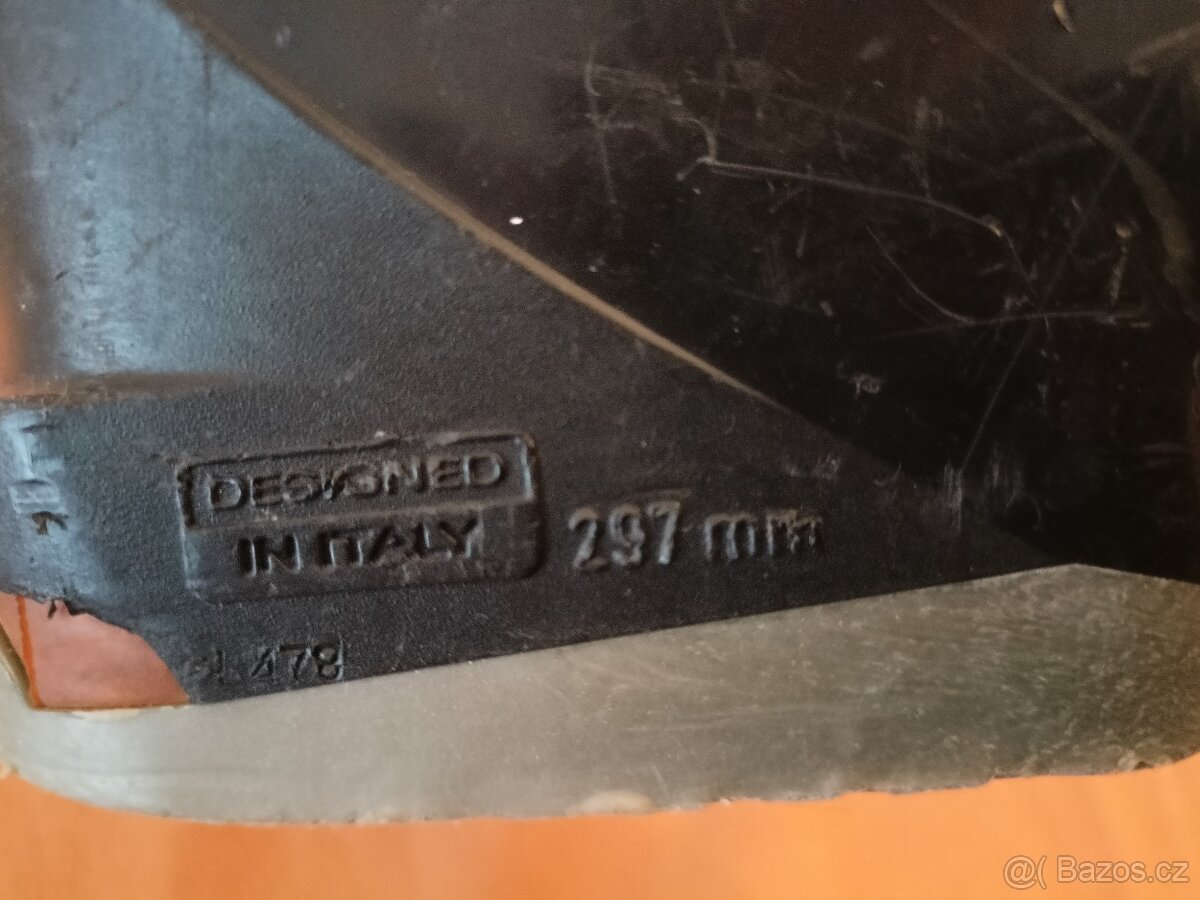 DESIGNED
IN ITALY
297 mm
478
@( Bazos.cz